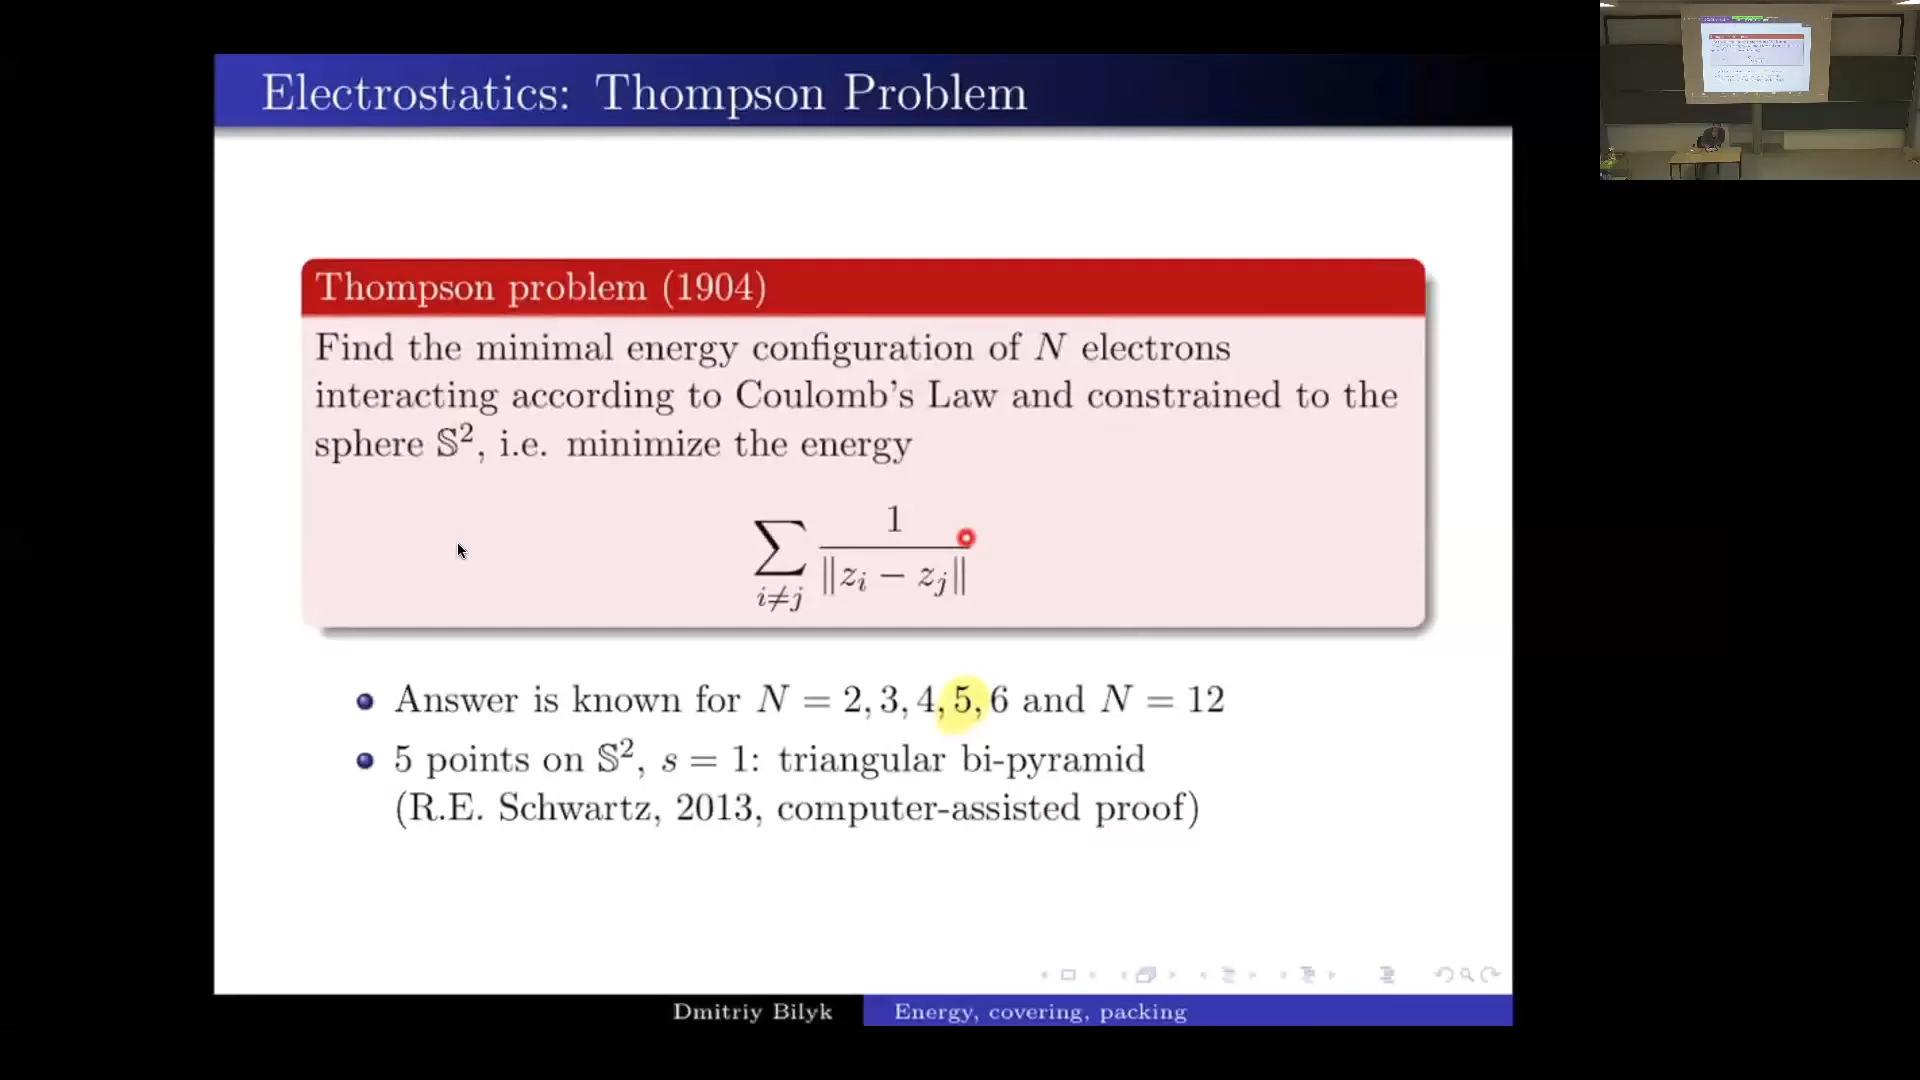 Electrostatics: Thompson Problem
Thompson problem (1904)
Find the minimal energy configuration of N electrons
interacting according to Coulomb's Law and constrained to the
sphere 𝕊², i.e. minimize the energy
∑_{i≠j} 1/‖z_i − z_j‖
• Answer is known for N = 2, 3, 4, 5, 6 and N = 12
• 5 points on 𝕊², s = 1: triangular bi-pyramid
(R.E. Schwartz, 2013, computer-assisted proof)
Dmitriy Bilyk
Energy, covering, packing